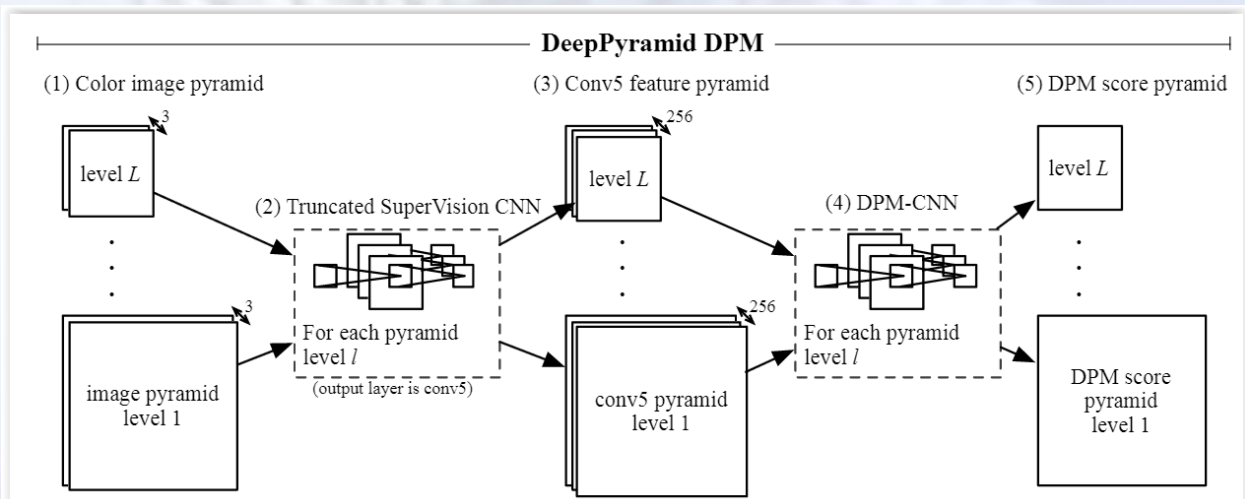 DeepPyramid DPM
(1) Color image pyramid
(3) Conv5 feature pyramid
(5) DPM score pyramid
3
level L
256
level L
level L
(2) Truncated SuperVision CNN
For each pyramid
level l
(output layer is conv5)
(4) DPM-CNN
For each pyramid
level l
3
image pyramid
level 1
256
conv5 pyramid
level 1
DPM score
pyramid
level 1